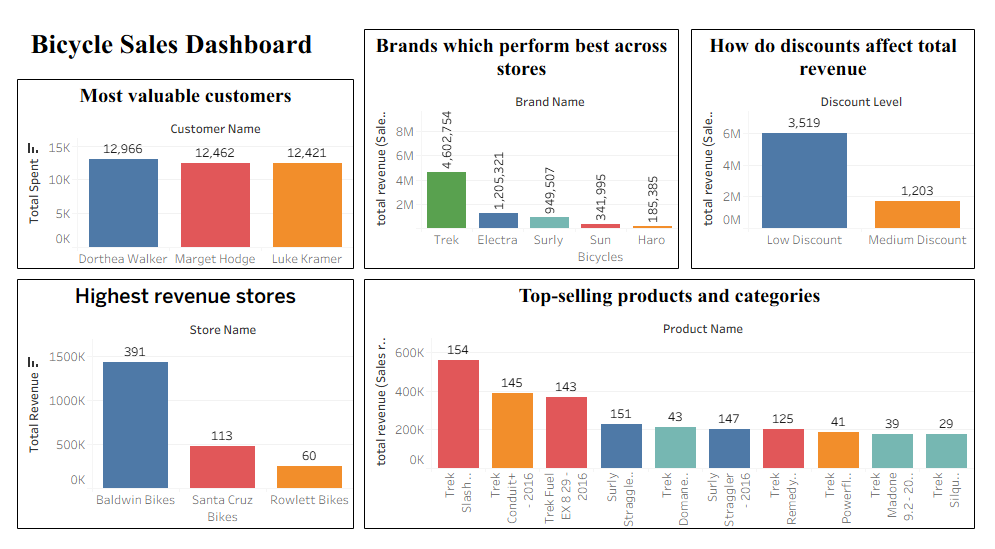 Bicycle Sales Dashboard
Most valuable customers
Customer Name
Total Spent
15K
10K
5K
0K
12,966
12,462
12,421
Dorthea Walker
Marget Hodge
Luke Kramer
Brands which perform best across
stores
Brand Name
total revenue (Sale..
8M
6M
4M
2M
4,602,754
1,205,321
949,507
341,995
185,385
Trek
Electra
Surly
Sun
Bicycles
Haro
How do discounts affect total
revenue
Discount Level
total revenue (Sale..
6M
4M
2M
0M
3,519
1,203
Low Discount
Medium Discount
Highest revenue stores
Store Name
Total Revenue
1500K
1000K
500K
0K
391
113
60
Baldwin Bikes
Santa Cruz
Bikes
Rowlett Bikes
Top-selling products and categories
Product Name
total revenue (Sales r..
600K
400K
200K
0K
154
145
143
151
43
147
125
41
39
29
Trek
Slash ..
Trek
Conduit+
- 2016
Trek Fuel
EX 8 29 -
2016
Surly
Straggle..
Trek
Domane..
Surly
Straggler
- 2016
Trek
Remedy..
Trek
Powerfl..
Trek
Madone
9.2 - 20..
Trek
Silqu..